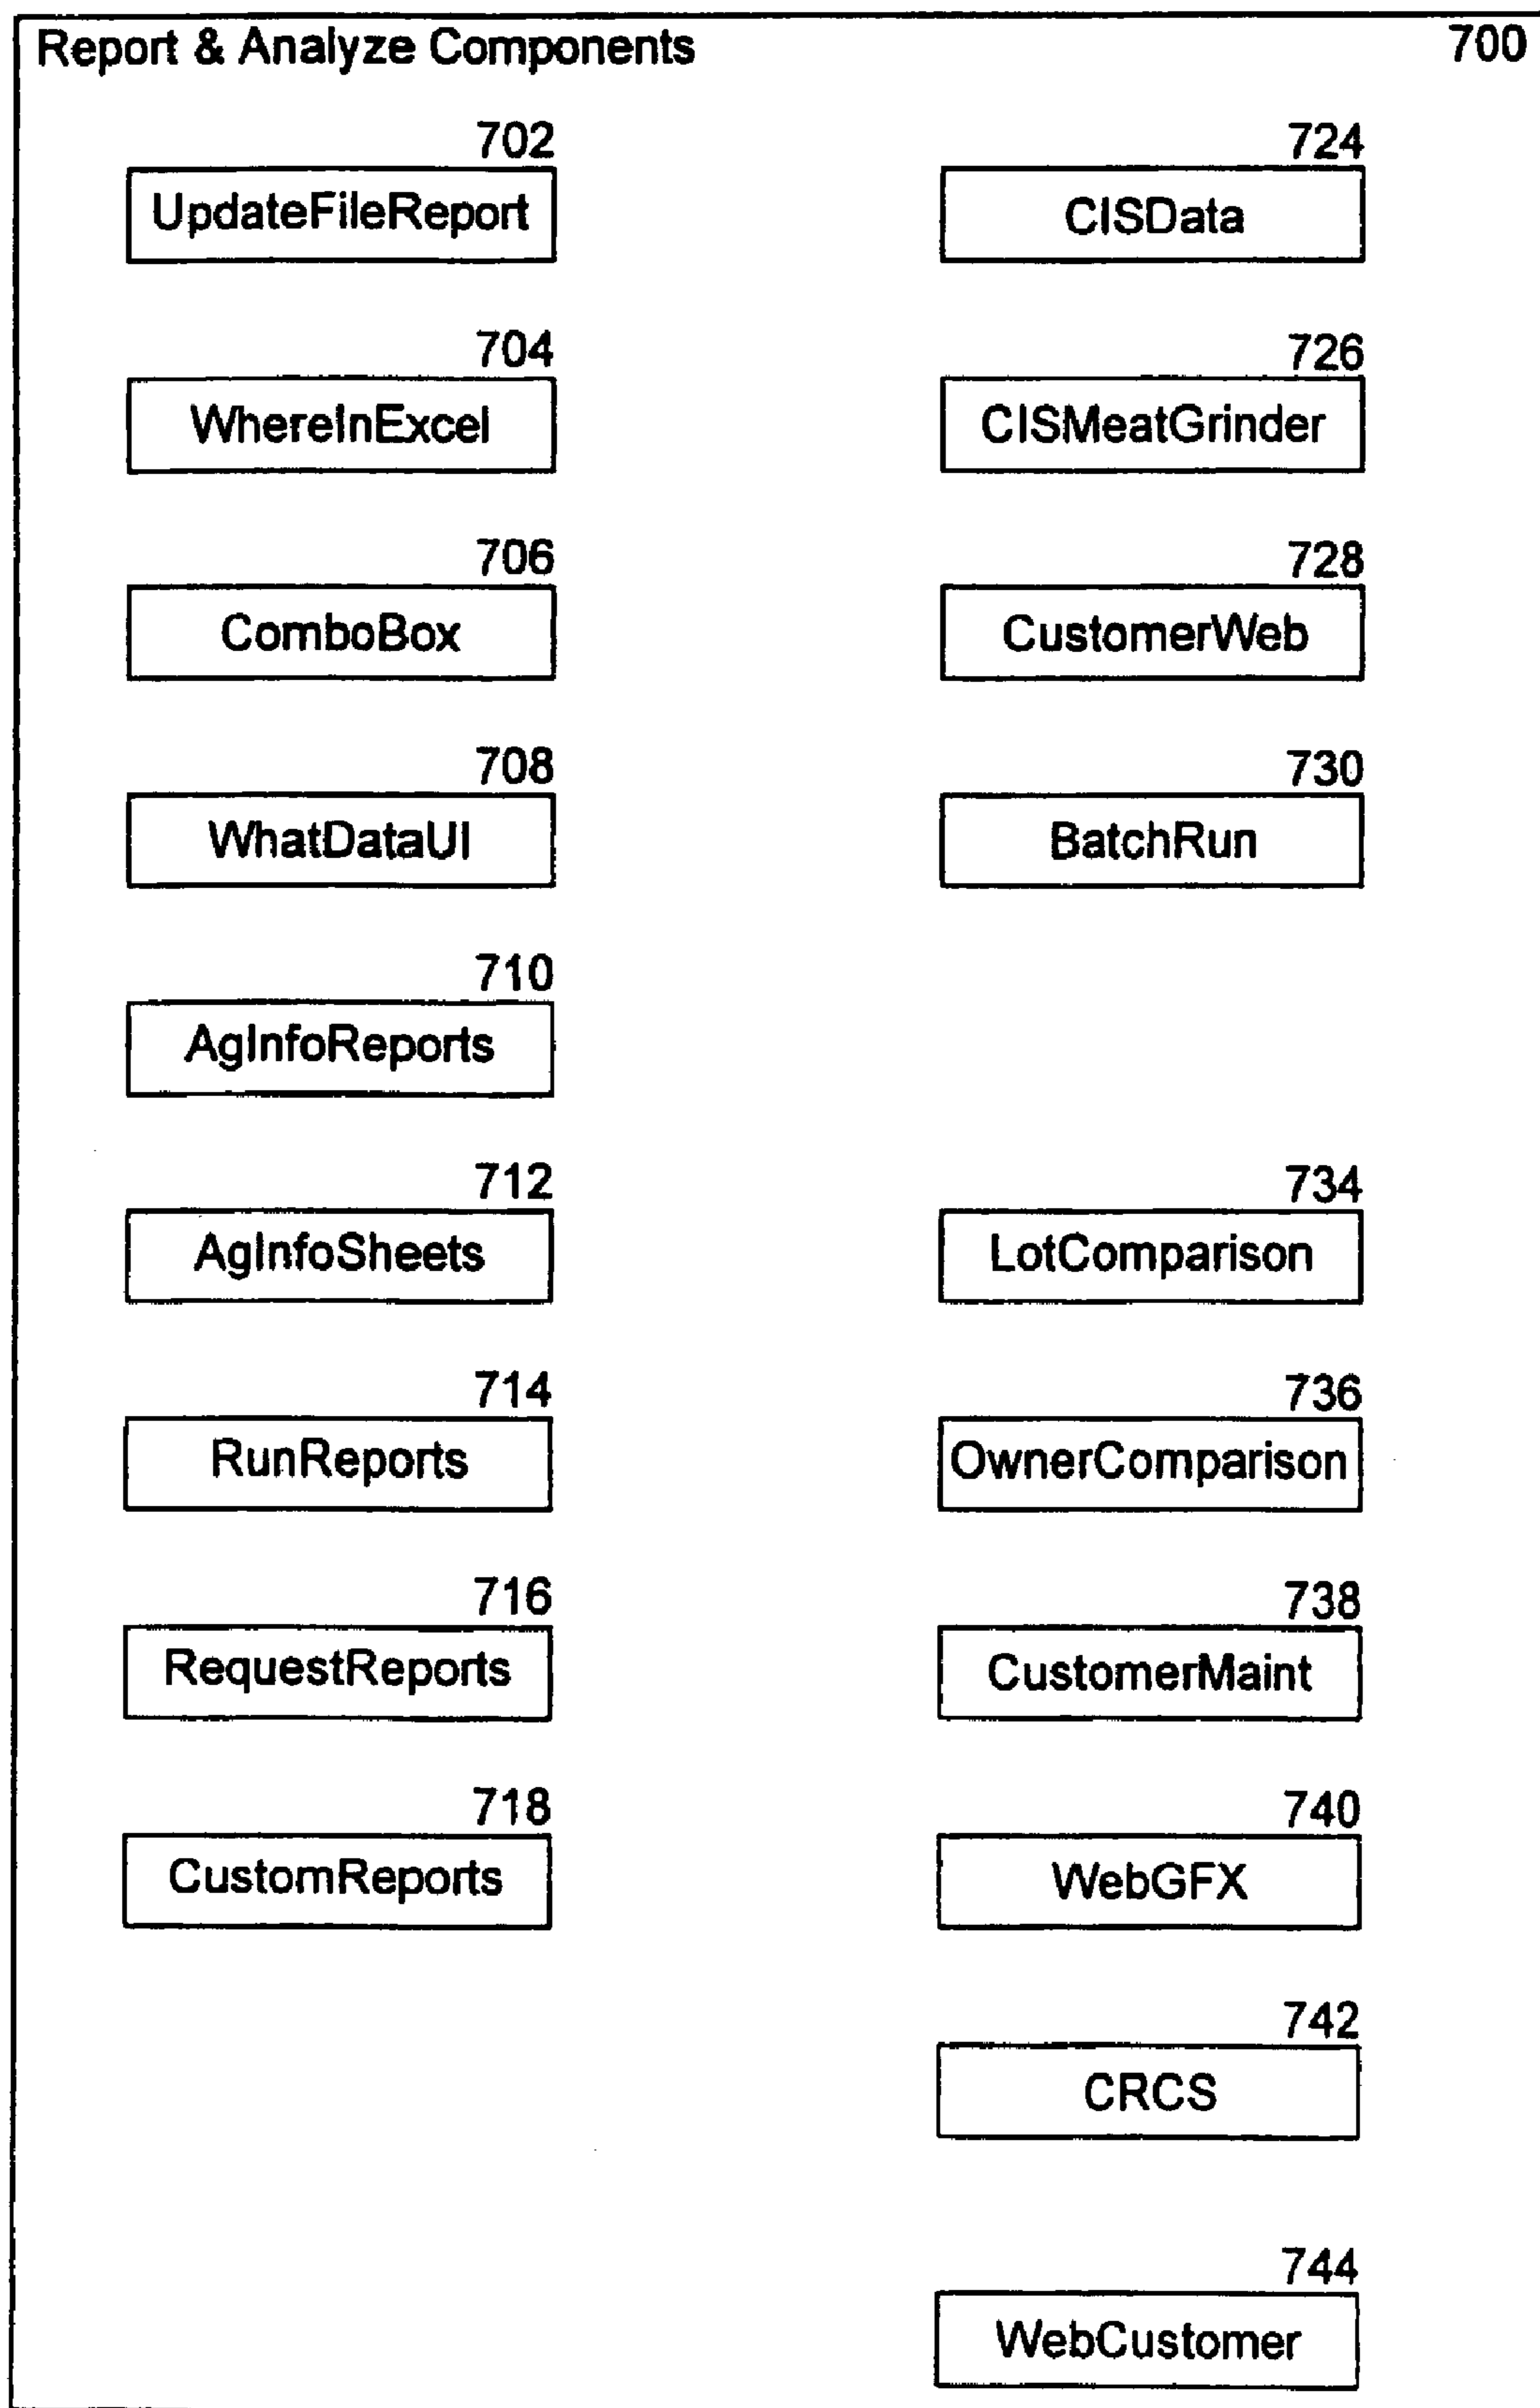 Report & Analyze Components 700
702
UpdateFileReport
704
WhereInExcel
706
ComboBox
708
WhatDataUI
710
AgInfoReports
712
AgInfoSheets
714
RunReports
716
RequestReports
718
CustomReports
724
CISData
726
CISMeatGrinder
728
CustomerWeb
730
BatchRun
734
LotComparison
736
OwnerComparison
738
CustomerMaint
740
WebGFX
742
CRCS
744
WebCustomer